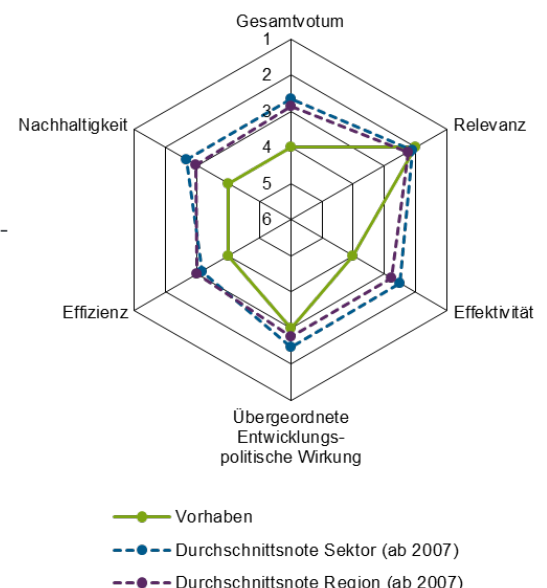 Gesamtvotum
1
2
3
4
5
6
Nachhaltigkeit
Relevanz
Effizienz
Effektivität
Übergeordnete
Entwicklungs-
politische Wirkung
Vorhaben
Durchschnittsnote Sektor (ab 2007)
Durchschnittsnote Region (ab 2007)